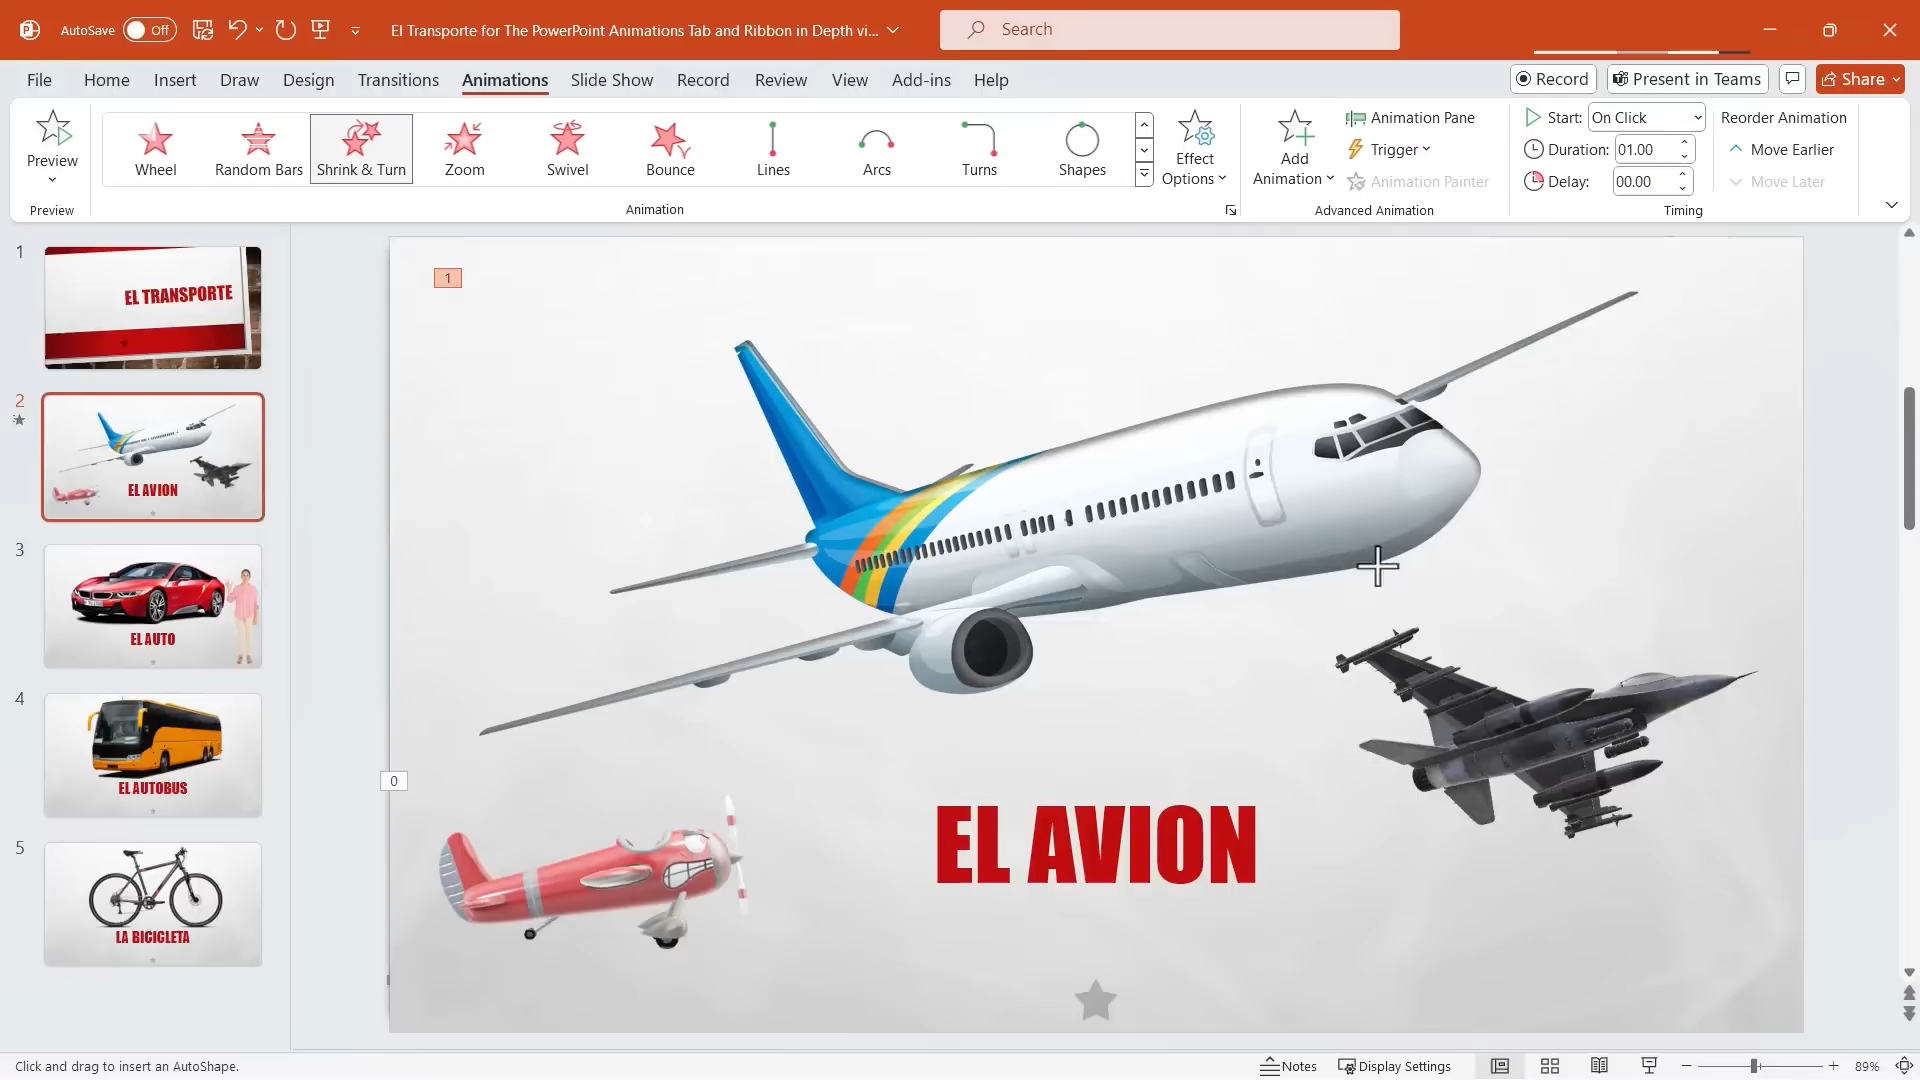 AutoSave Off El Transporte for The PowerPoint Animations Tab and Ribbon in Depth vi... Search
File Home Insert Draw Design Transitions Animations Slide Show Record Review View Add-ins Help Record Present in Teams Share
Preview
Preview
Wheel Random Bars Shrink & Turn Zoom Swivel Bounce Lines Arcs Turns Shapes
Animation
Effect
Options
Add
Animation
Animation Pane
Trigger
Animation Painter
Advanced Animation
Start: On Click
Duration: 01.00
Delay: 00.00
Reorder Animation
Move Earlier
Move Later
Timing
1
EL TRANSPORTE
2
EL AVION
3
EL AUTO
4
EL AUTOBUS
5
LA BICICLETA
1
0
EL AVION
Click and drag to insert an AutoShape.
Notes Display Settings 89%